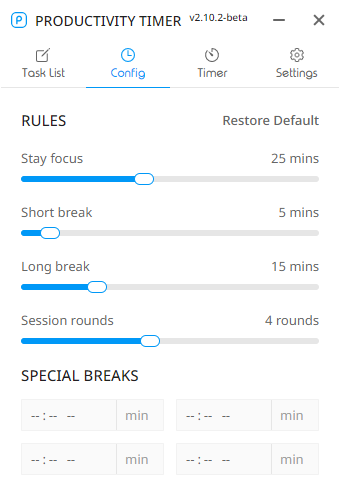 PRODUCTIVITY TIMER v2.10.2-beta
Task List Config Timer Settings
RULES Restore Default
Stay focus 25 mins
Short break 5 mins
Long break 15 mins
Session rounds 4 rounds
SPECIAL BREAKS
--:-- -- min --:-- -- min
--:-- -- min --:-- -- min